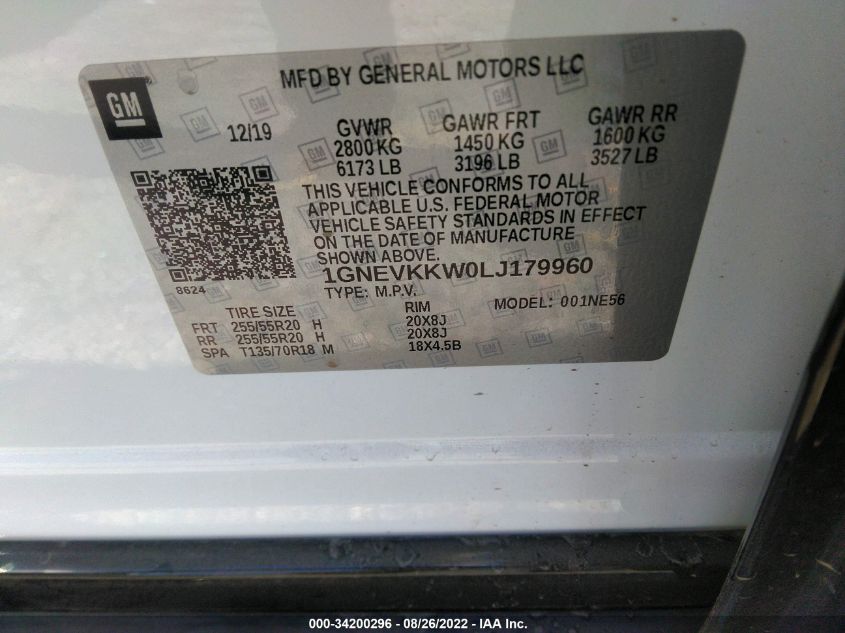 MFD BY GENERAL MOTORS LLC
GM
12/19 GVWR GAWR FRT GAWR RR
2800 KG 1450 KG 1600 KG
6173 LB 3196 LB 3527 LB
THIS VEHICLE CONFORMS TO ALL
APPLICABLE U.S. FEDERAL MOTOR
VEHICLE SAFETY STANDARDS IN EFFECT
ON THE DATE OF MANUFACTURE
SHOWN ABOVE.
8624
1GNEVKKW0LJ179960
TYPE: M.P.V. MODEL: 001NE56
TIRE SIZE RIM
FRT 255/55R20 H 20X8J
RR 255/55R20 H 20X8J
SPA T135/70R18 M 18X4.5B
000-34200296 - 08/26/2022 - IAA Inc.